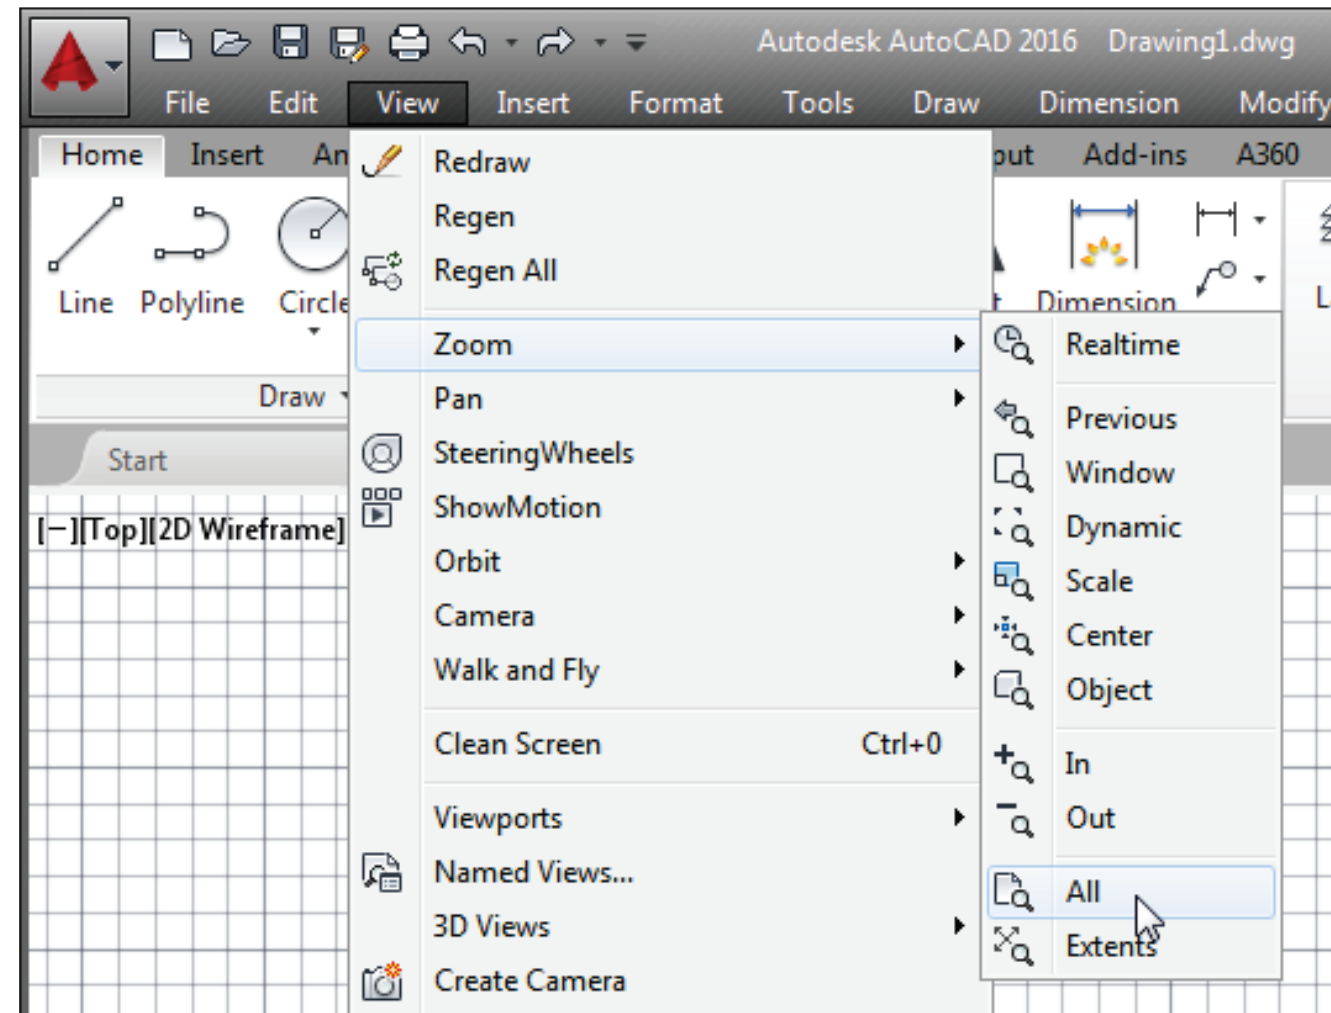 Autodesk AutoCAD 2016 Drawing1.dwg
File Edit View Insert Format Tools Draw Dimension Modify
Home Insert An put Add-ins A360
Redraw
Regen
Regen All
Line Polyline Circle t Dimension L
Zoom Realtime
Draw Pan Previous
Start SteeringWheels Window
[−][Top][2D Wireframe] ShowMotion Dynamic
Orbit Scale
Camera Center
Walk and Fly Object
Clean Screen Ctrl+0 In
Viewports Out
Named Views... All
3D Views Extents
Create Camera